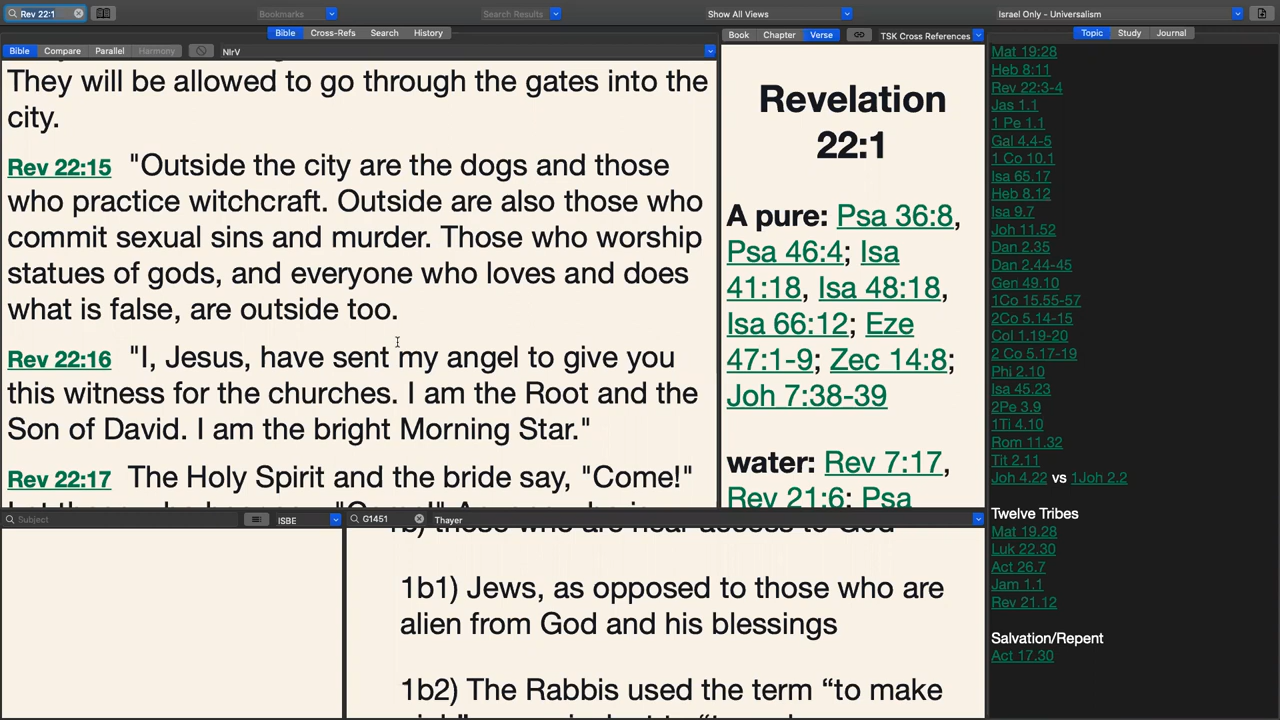 Rev 22:1
Bookmarks
Search Results
Show All Views
Israel Only - Universalism
Bible Cross-Refs Search History
Bible Compare Parallel Harmony NIrV
They will be allowed to go through the gates into the
city.
Rev 22:15 "Outside the city are the dogs and those
who practice witchcraft. Outside are also those who
commit sexual sins and murder. Those who worship
statues of gods, and everyone who loves and does
what is false, are outside too.
Rev 22:16 "I, Jesus, have sent my angel to give you
this witness for the churches. I am the Root and the
Son of David. I am the bright Morning Star."
Rev 22:17 The Holy Spirit and the bride say, "Come!"
Book Chapter Verse TSK Cross References
Revelation
22:1
A pure: Psa 36:8,
Psa 46:4; Isa
41:18, Isa 48:18,
Isa 66:12; Eze
47:1-9; Zec 14:8;
Joh 7:38-39
water: Rev 7:17,
Rev 21:6; Psa
Topic Study Journal
Mat 19:28
Heb 8:11
Rev 22:3-4
Jas 1.1
1 Pe 1.1
Gal 4.4-5
1 Co 10.1
Isa 65.17
Heb 8.12
Isa 9.7
Joh 11.52
Dan 2.35
Dan 2.44-45
Gen 49.10
1Co 15.55-57
2Co 5.14-15
Col 1.19-20
2 Co 5.17-19
Phi 2.10
Isa 45.23
2Pe 3.9
1Ti 4.10
Rom 11.32
Tit 2.11
Joh 4.22 vs 1Joh 2.2
Twelve Tribes
Mat 19:28
Luk 22.30
Act 26.7
Jam 1.1
Rev 21.12
Salvation/Repent
Act 17.30
Subject
ISBE
G1451
Thayer
1b) those who are near access to God
1b1) Jews, as opposed to those who are
alien from God and his blessings
1b2) The Rabbis used the term “to make